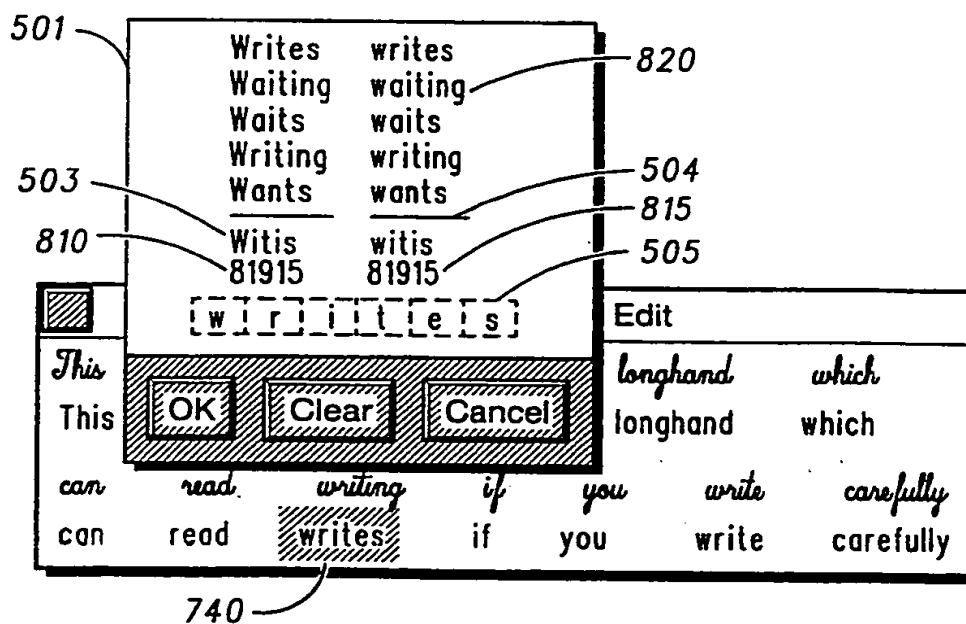 501
Writes writes
Waiting waiting 820
Waits waits
Writing writing
503 Wants wants 504
815
810 Witis witis
81915 81915 505
w r i t e s
Edit
This longhand which
OK Clear Cancel
This longhand which
can read writing if you write carefully
can read writes if you write carefully
740